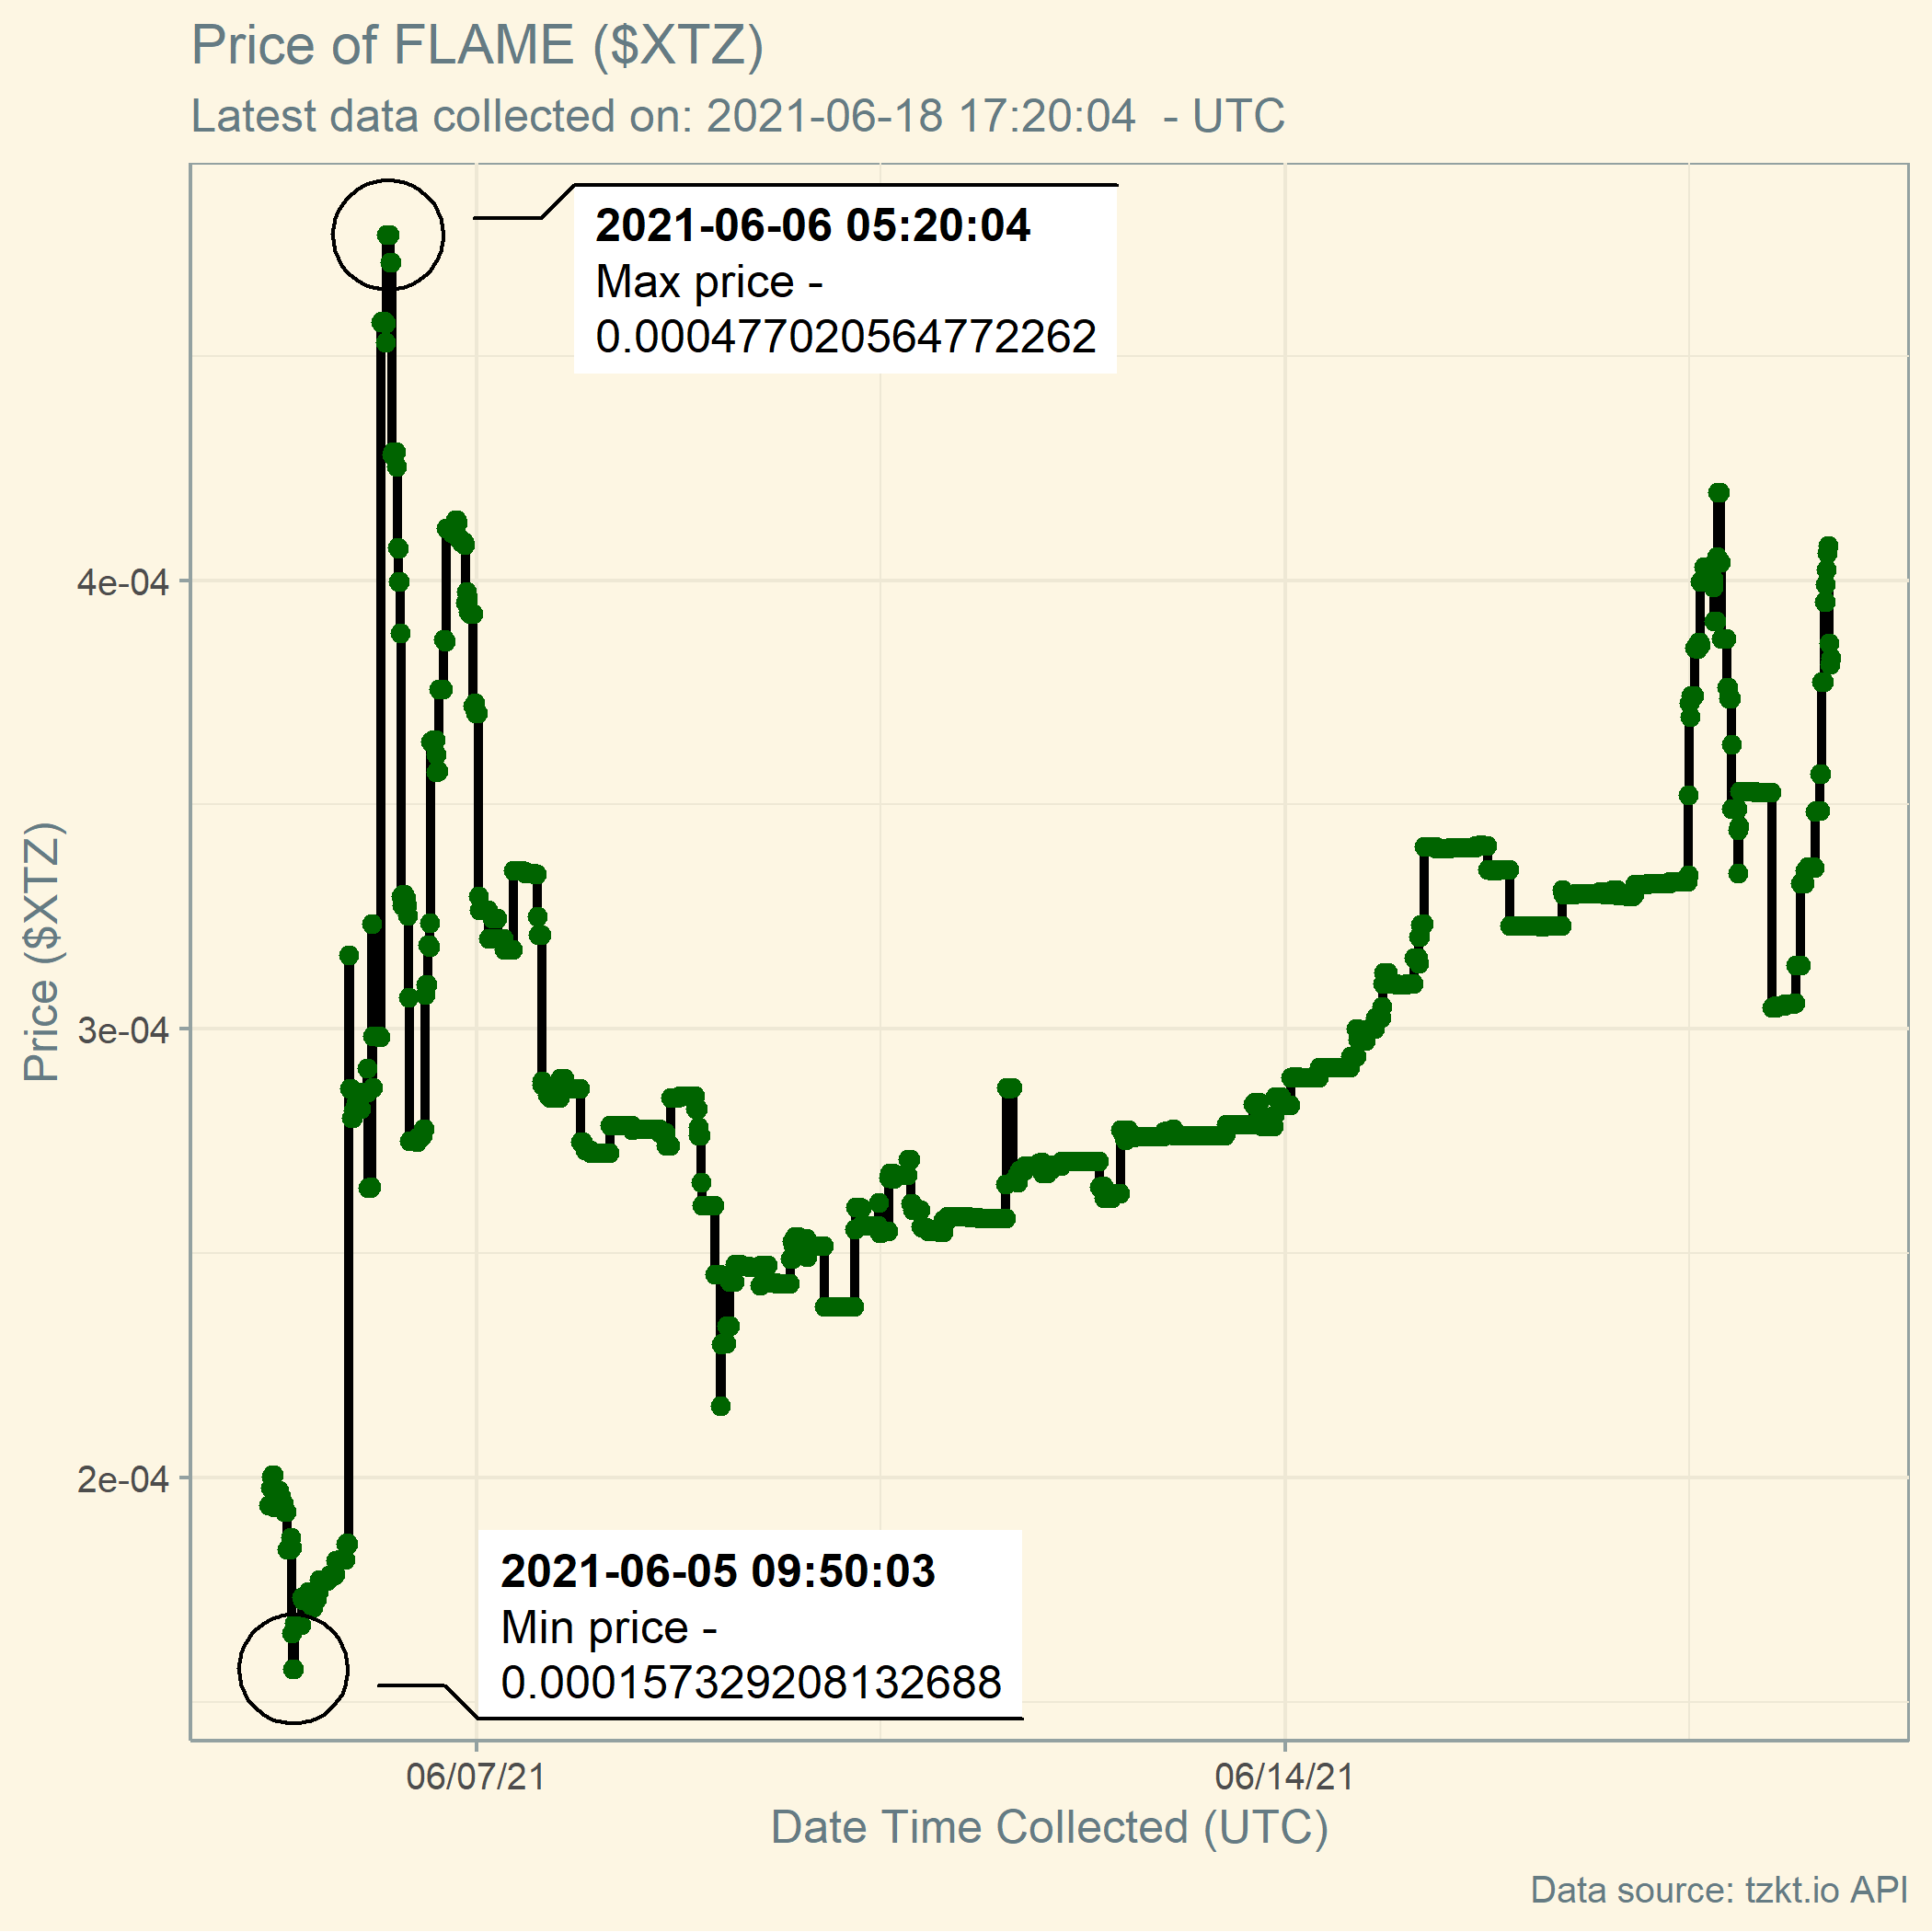 Price of FLAME ($XTZ)
Latest data collected on: 2021-06-18 17:20:04  - UTC
2021-06-06 05:20:04
Max price -
0.000477020564772262
4e-04
3e-04
2e-04
Price ($XTZ)
2021-06-05 09:50:03
Min price -
0.000157329208132688
06/07/21
06/14/21
Date Time Collected (UTC)
Data source: tzkt.io API